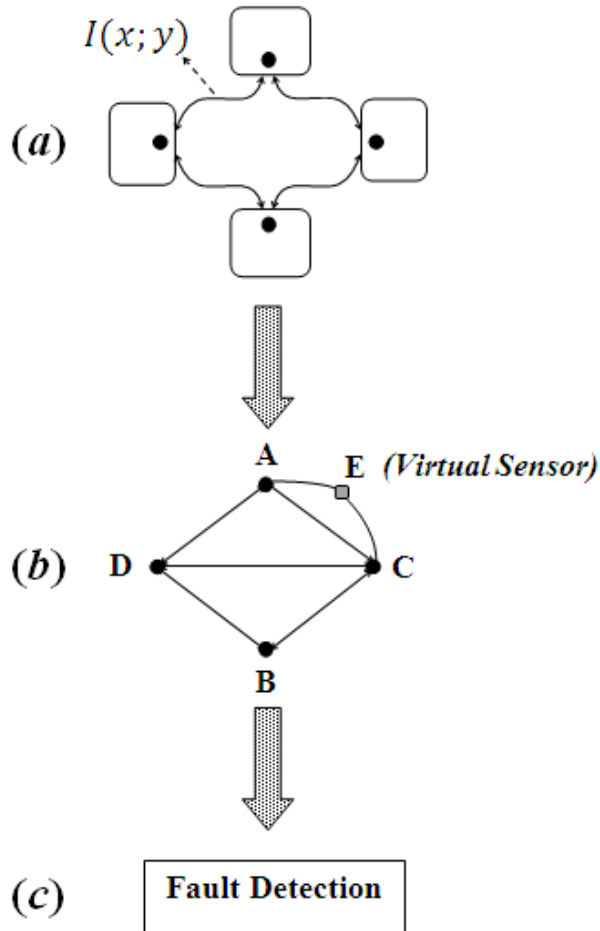 I(x; y)
(a)
A
E (Virtual Sensor)
(b) D C
B
(c) Fault Detection